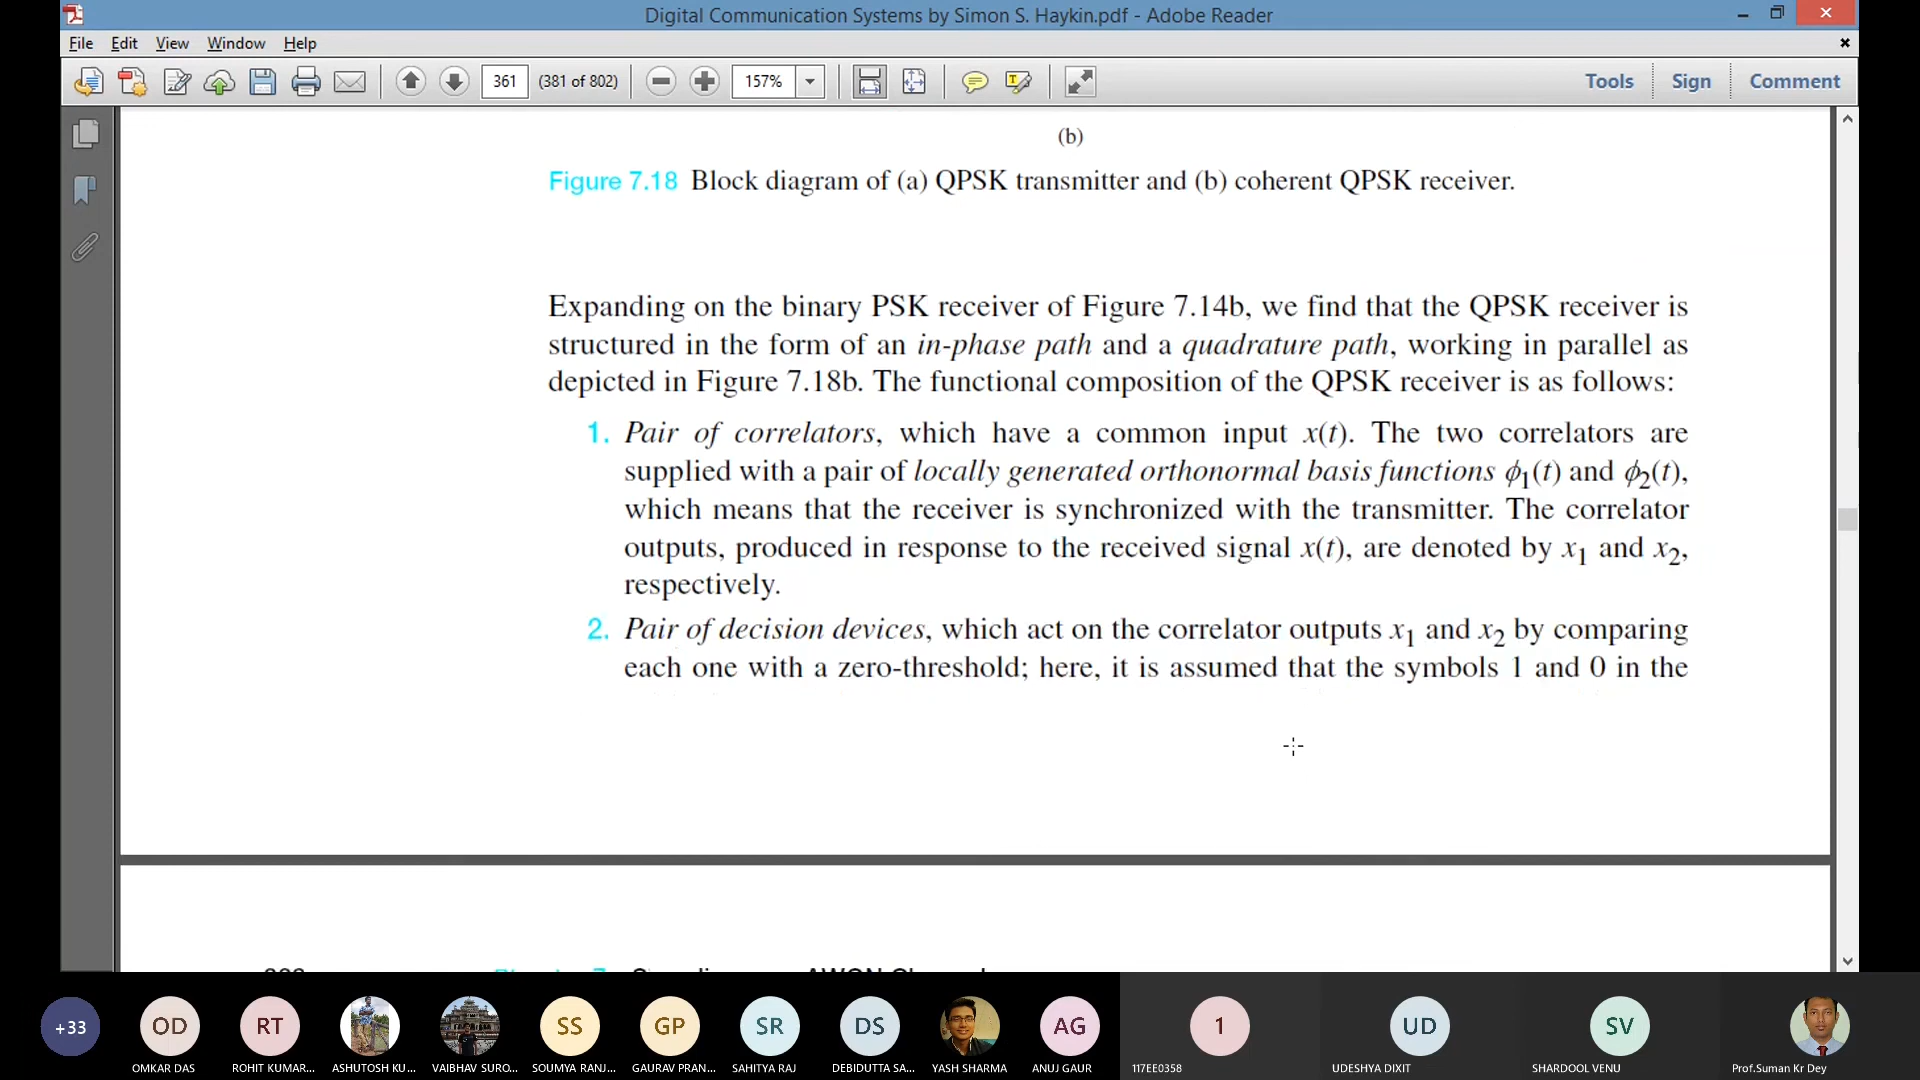 Digital Communication Systems by Simon S. Haykin.pdf - Adobe Reader
File Edit View Window Help
361 (381 of 802) 157% Tools Sign Comment
(b)
Figure 7.18 Block diagram of (a) QPSK transmitter and (b) coherent QPSK receiver.
Expanding on the binary PSK receiver of Figure 7.14b, we find that the QPSK receiver is
structured in the form of an in-phase path and a quadrature path, working in parallel as
depicted in Figure 7.18b. The functional composition of the QPSK receiver is as follows:
1. Pair of correlators, which have a common input x(t). The two correlators are
supplied with a pair of locally generated orthonormal basis functions ϕ₁(t) and ϕ₂(t),
which means that the receiver is synchronized with the transmitter. The correlator
outputs, produced in response to the received signal x(t), are denoted by x₁ and x₂,
respectively.
2. Pair of decision devices, which act on the correlator outputs x₁ and x₂ by comparing
each one with a zero-threshold; here, it is assumed that the symbols 1 and 0 in the
+33 OD RT SS GP SR DS AG 1 UD SV
OMKAR DAS ROHIT KUMAR... ASHUTOSH KU... VAIBHAV SURO... SOUMYA RANJ... GAURAV PRAN... SAHITYA RAJ DEBIDUTTA SA... YASH SHARMA ANUJ GAUR 117EE0358 UDESHYA DIXIT SHARDOOL VENU Prof.Suman Kr Dey